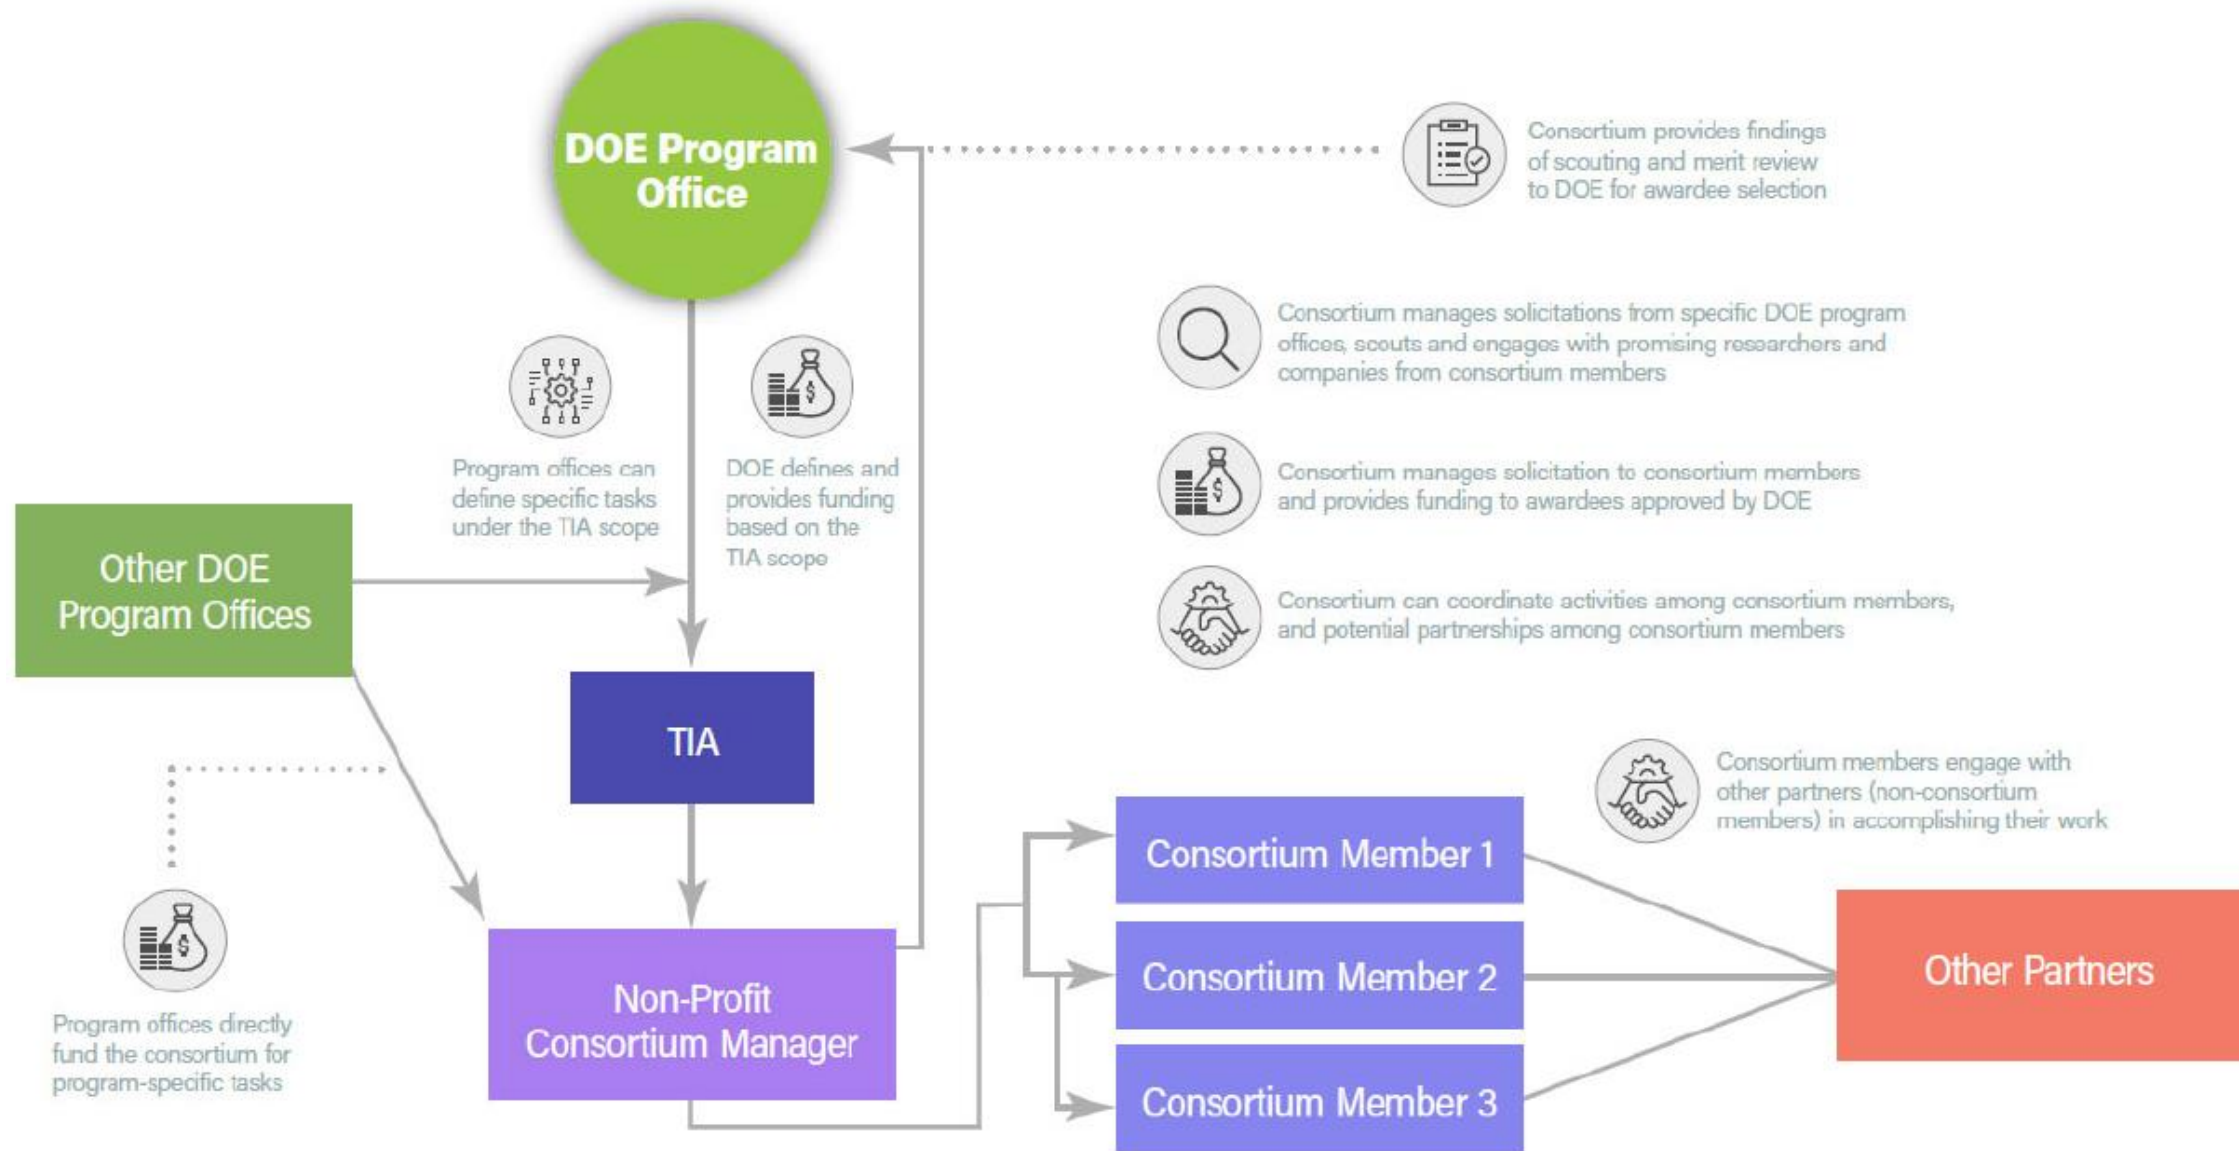 DOE Program
Office
Consortium provides findings
of scouting and merit review
to DOE for awardee selection
Consortium manages solicitations from specific DOE program
offices, scouts and engages with promising researchers and
companies from consortium members
Program offices can
define specific tasks
under the TIA scope
DOE defines and
provides funding
based on the
TIA scope
Consortium manages solicitation to consortium members
and provides funding to awardees approved by DOE
Other DOE
Program Offices
Consortium can coordinate activities among consortium members,
and potential partnerships among consortium members
TIA
Consortium members engage with
other partners (non-consortium
members) in accomplishing their work
Consortium Member 1
Program offices directly
fund the consortium for
program-specific tasks
Non-Profit
Consortium Manager
Consortium Member 2
Other Partners
Consortium Member 3